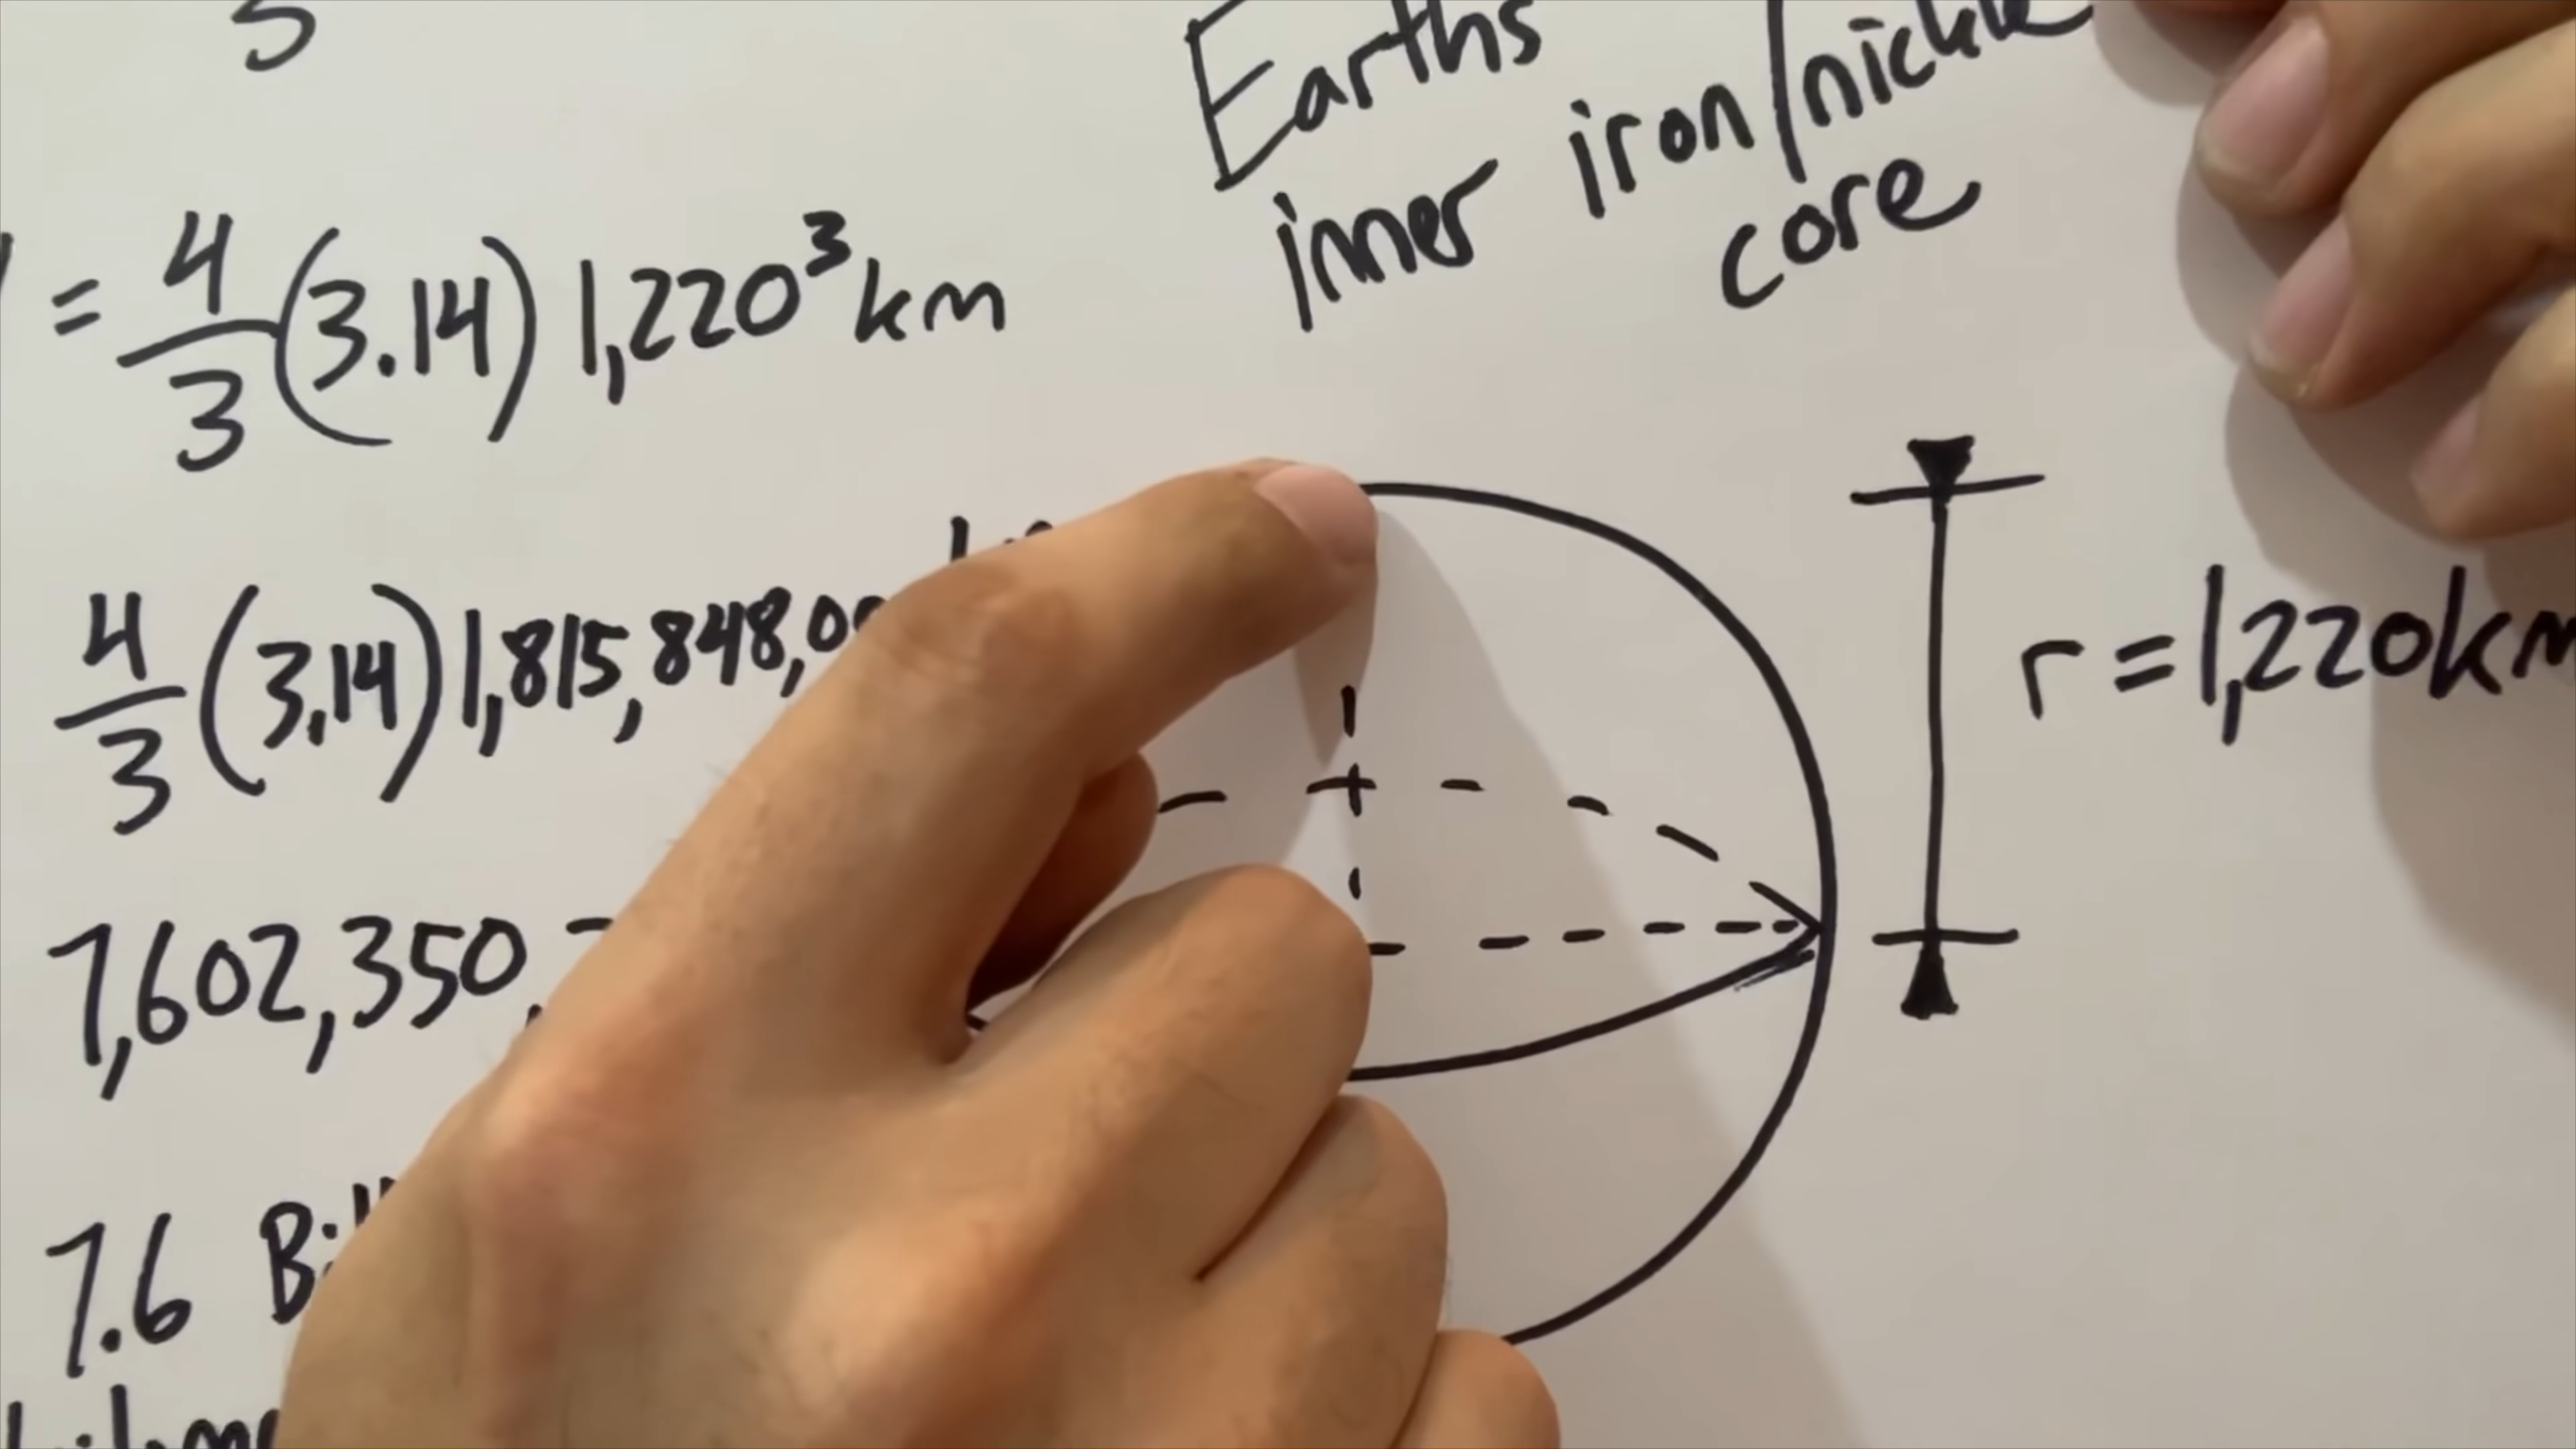 Earths
inner iron/nickle
core
= 4/3 (3.14) 1,220³ km
4/3 (3.14) 1,815,848,00
r = 1,220km
7,602,350,
7.6